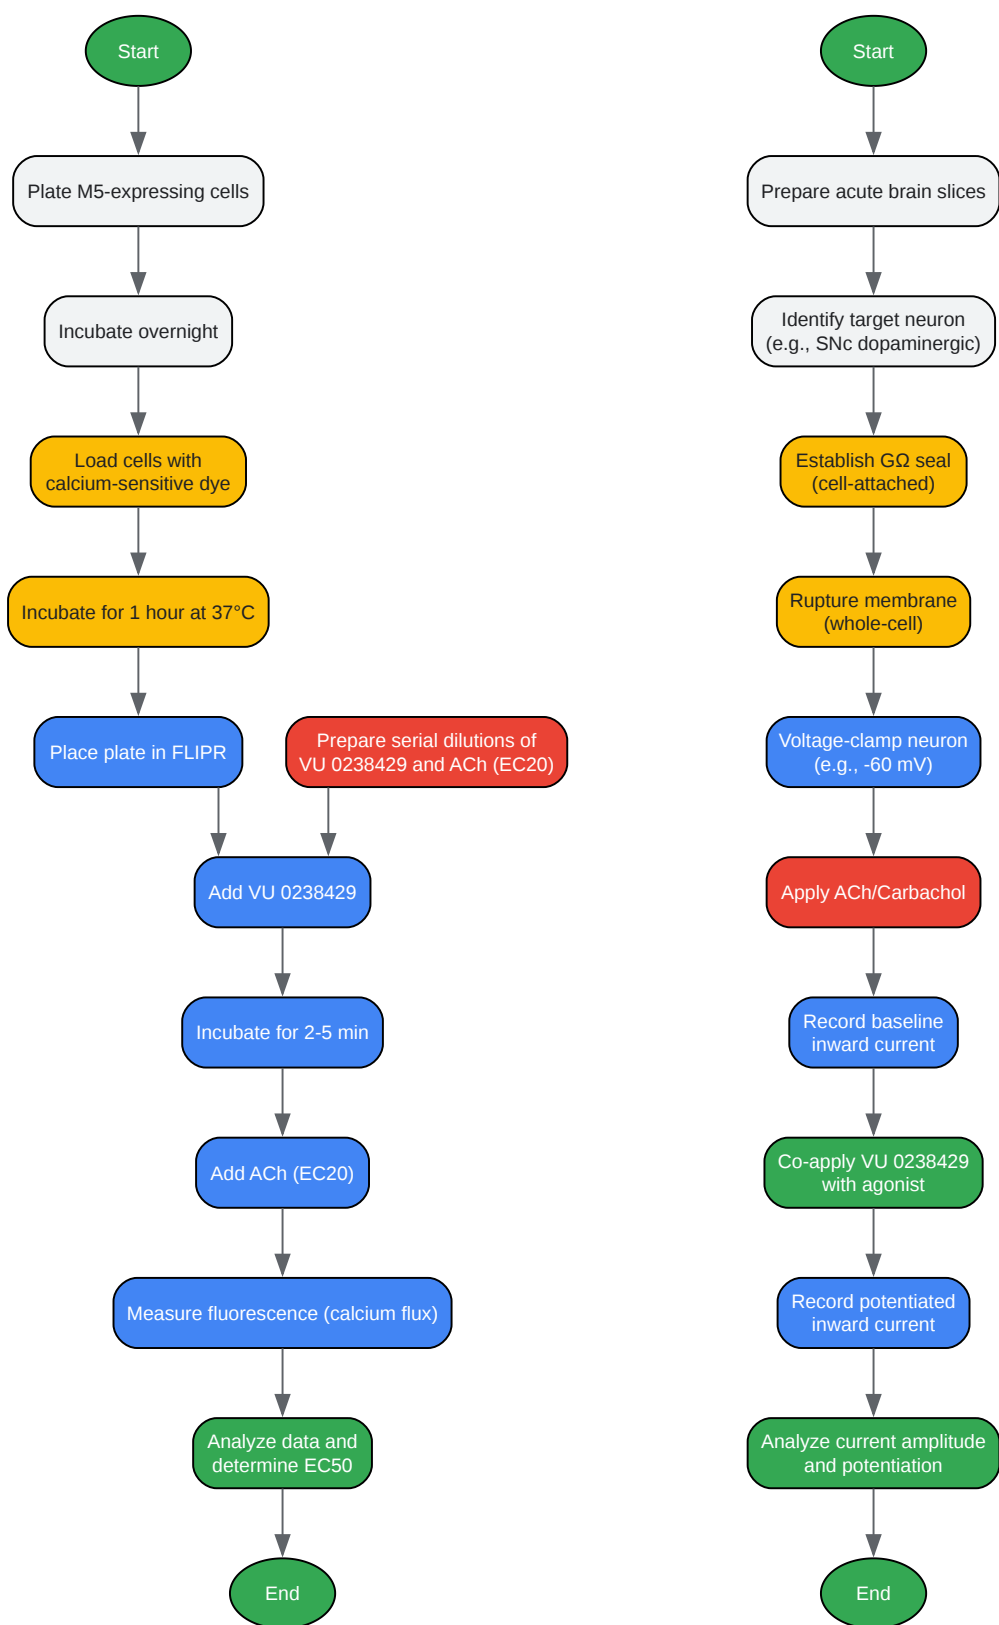 Start
Plate M5-expressing cells
Incubate overnight
Load cells with
calcium-sensitive dye
Incubate for 1 hour at 37°C
Place plate in FLIPR
Prepare serial dilutions of
VU 0238429 and ACh (EC20)
Add VU 0238429
Incubate for 2-5 min
Add ACh (EC20)
Measure fluorescence (calcium flux)
Analyze data and
determine EC50
End
Start
Prepare acute brain slices
Identify target neuron
(e.g., SNc dopaminergic)
Establish GΩ seal
(cell-attached)
Rupture membrane
(whole-cell)
Voltage-clamp neuron
(e.g., -60 mV)
Apply ACh/Carbachol
Record baseline
inward current
Co-apply VU 0238429
with agonist
Record potentiated
inward current
Analyze current amplitude
and potentiation
End